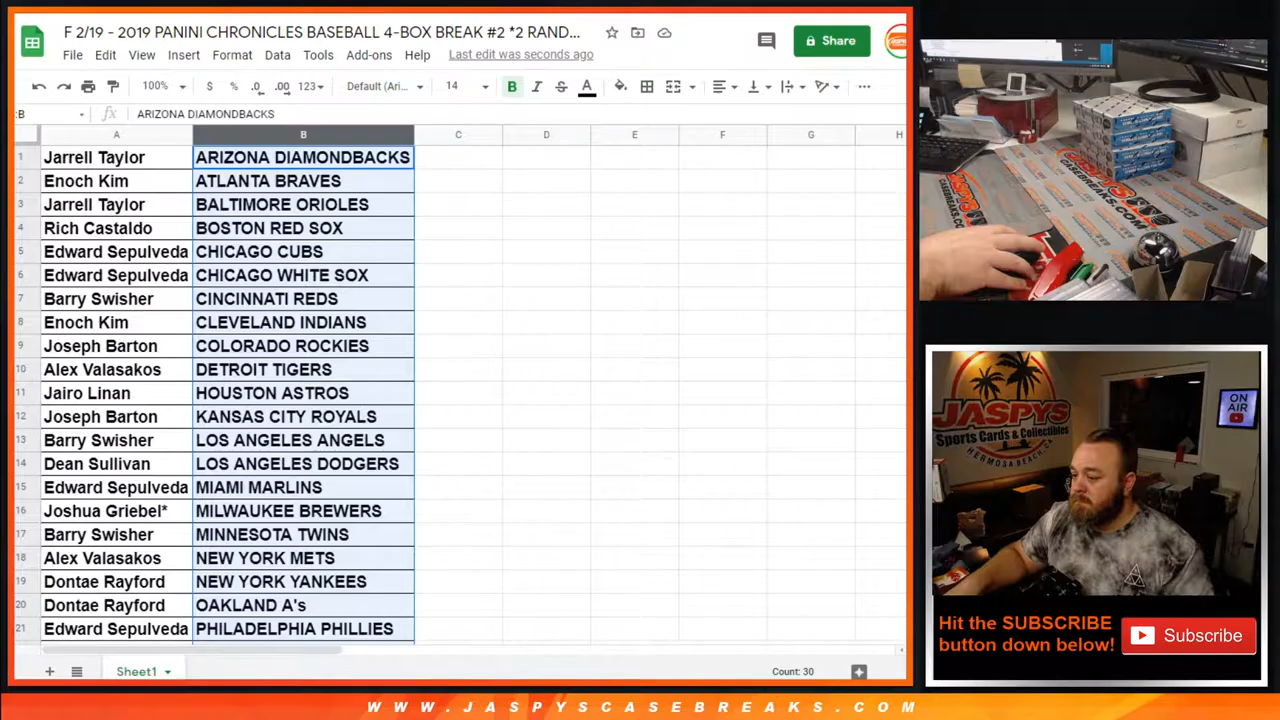 F 2/19 - 2019 PANINI CHRONICLES BASEBALL 4-BOX BREAK #2 *2 RAND...
File Edit View Insert Format Data Tools Add-ons Help Last edit was seconds ago
Share
100% $ % .0 .00 123 Default (Ari... 14 B I S A
:B fx ARIZONA DIAMONDBACKS
A B C D E F G H
1 Jarrell Taylor ARIZONA DIAMONDBACKS
2 Enoch Kim ATLANTA BRAVES
3 Jarrell Taylor BALTIMORE ORIOLES
4 Rich Castaldo BOSTON RED SOX
5 Edward Sepulveda CHICAGO CUBS
6 Edward Sepulveda CHICAGO WHITE SOX
7 Barry Swisher CINCINNATI REDS
8 Enoch Kim CLEVELAND INDIANS
9 Joseph Barton COLORADO ROCKIES
10 Alex Valasakos DETROIT TIGERS
11 Jairo Linan HOUSTON ASTROS
12 Joseph Barton KANSAS CITY ROYALS
13 Barry Swisher LOS ANGELES ANGELS
14 Dean Sullivan LOS ANGELES DODGERS
15 Edward Sepulveda MIAMI MARLINS
16 Joshua Griebel* MILWAUKEE BREWERS
17 Barry Swisher MINNESOTA TWINS
18 Alex Valasakos NEW YORK METS
19 Dontae Rayford NEW YORK YANKEES
20 Dontae Rayford OAKLAND A's
21 Edward Sepulveda PHILADELPHIA PHILLIES
Sheet1
Count: 30
JASPYS
CASEBREAKS.COM
JASPYS
Sports Cards & Collectibles
HERMOSA BEACH, CA.
ON
AIR
Hit the SUBSCRIBE
button down below!
Subscribe
WWW.JASPYSCASEBREAKS.COM